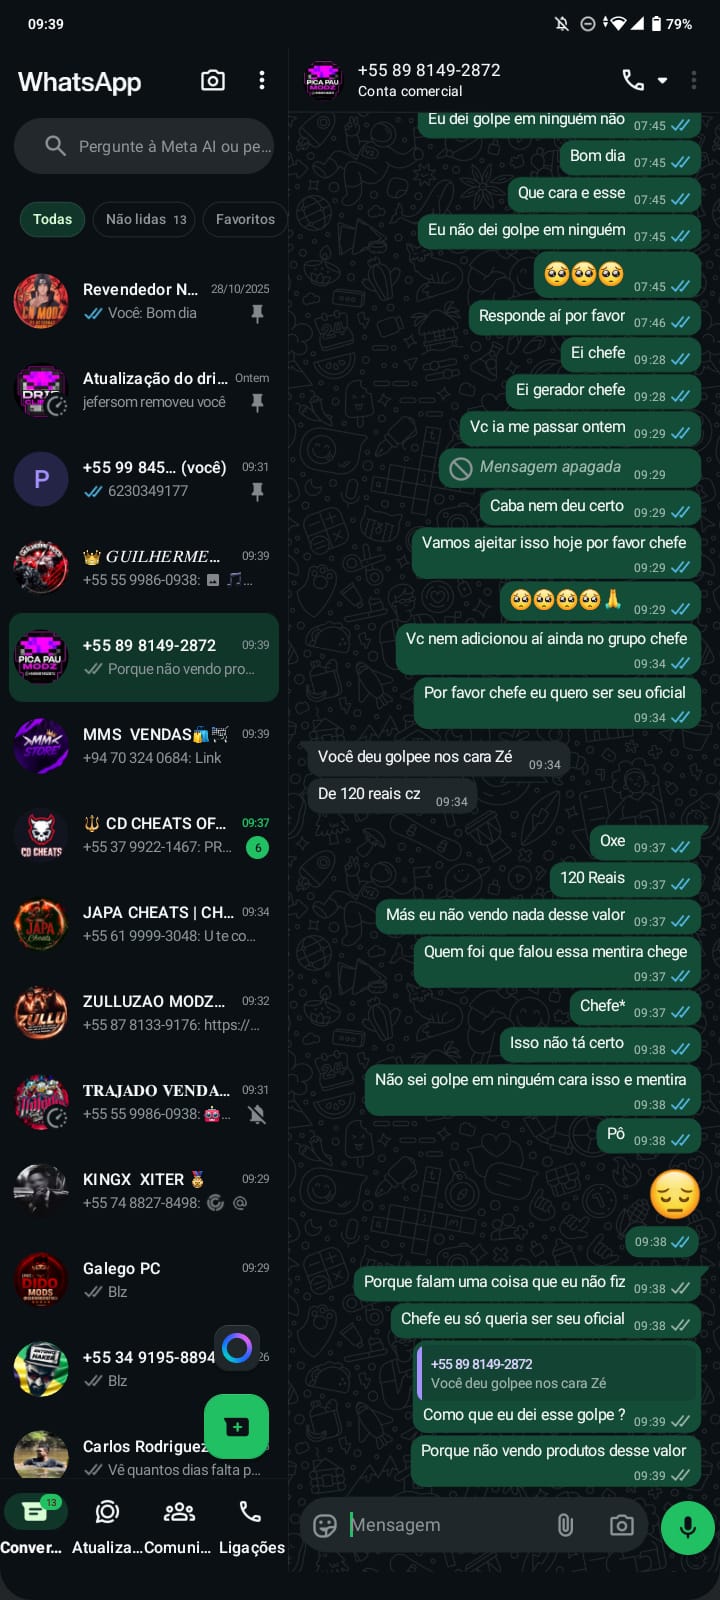 09:39
79%
WhatsApp
Pergunte à Meta AI ou pe...
Todas
Não lidas 13
Favoritos
Revendedor N... 28/10/2025
Você: Bom dia
Atualização do dri... Ontem
jefersom removeu você
P
+55 99 845... (você) 09:31
6230349177
👑 GUILHERME... 09:39
+55 55 9986-0938: 🎵...
PICA PAU
MODZ
+55 89 8149-2872 09:39
Porque não vendo pro...
MMK
STORE
MMS VENDAS🛍️🛒 09:39
+94 70 324 0684: Link
CD CHEATS
🔱 CD CHEATS OF... 09:37
+55 37 9922-1467: PR... 6
JAPA
Cheats
JAPA CHEATS | CH... 09:34
+55 61 9999-3048: U te co...
ZULLU
ZULLUZAO MODZ... 09:32
+55 87 8133-9176: https://...
TRAJADO VENDA... 09:31
+55 55 9986-0938: 🤖...
KINGX XITER 🏅 09:29
+55 74 8827-8498: @
DIDO
MODS
Galego PC 09:29
Blz
+55 34 9195-8894 26
Blz
Carlos Rodriguez
Vê quantos dias falta p...
13
Conver...
Atualiza...
Comuni...
Ligações
PICA PAU
MODZ
+55 89 8149-2872
Conta comercial
Eu dei golpe em ninguém não 07:45
Bom dia 07:45
Que cara e esse 07:45
Eu não dei golpe em ninguém 07:45
🥺🥺🥺 07:45
Responde aí por favor 07:46
Ei chefe 09:28
Ei gerador chefe 09:28
Vc ia me passar ontem 09:29
Mensagem apagada 09:29
Caba nem deu certo 09:29
Vamos ajeitar isso hoje por favor chefe
09:29
🥺🥺🥺🥺🙏 09:29
Vc nem adicionou aí ainda no grupo chefe
09:34
Por favor chefe eu quero ser seu oficial
09:34
Você deu golpee nos cara Zé 09:34
De 120 reais cz 09:34
Oxe 09:37
120 Reais 09:37
Más eu não vendo nada desse valor 09:37
Quem foi que falou essa mentira chege
09:37
Chefe* 09:37
Isso não tá certo 09:38
Não sei golpe em ninguém cara isso e mentira
09:38
Pô 09:38
😔
09:38
Porque falam uma coisa que eu não fiz 09:38
Chefe eu só queria ser seu oficial 09:38
+55 89 8149-2872
Você deu golpee nos cara Zé
Como que eu dei esse golpe ? 09:39
Porque não vendo produtos desse valor
09:39
Mensagem